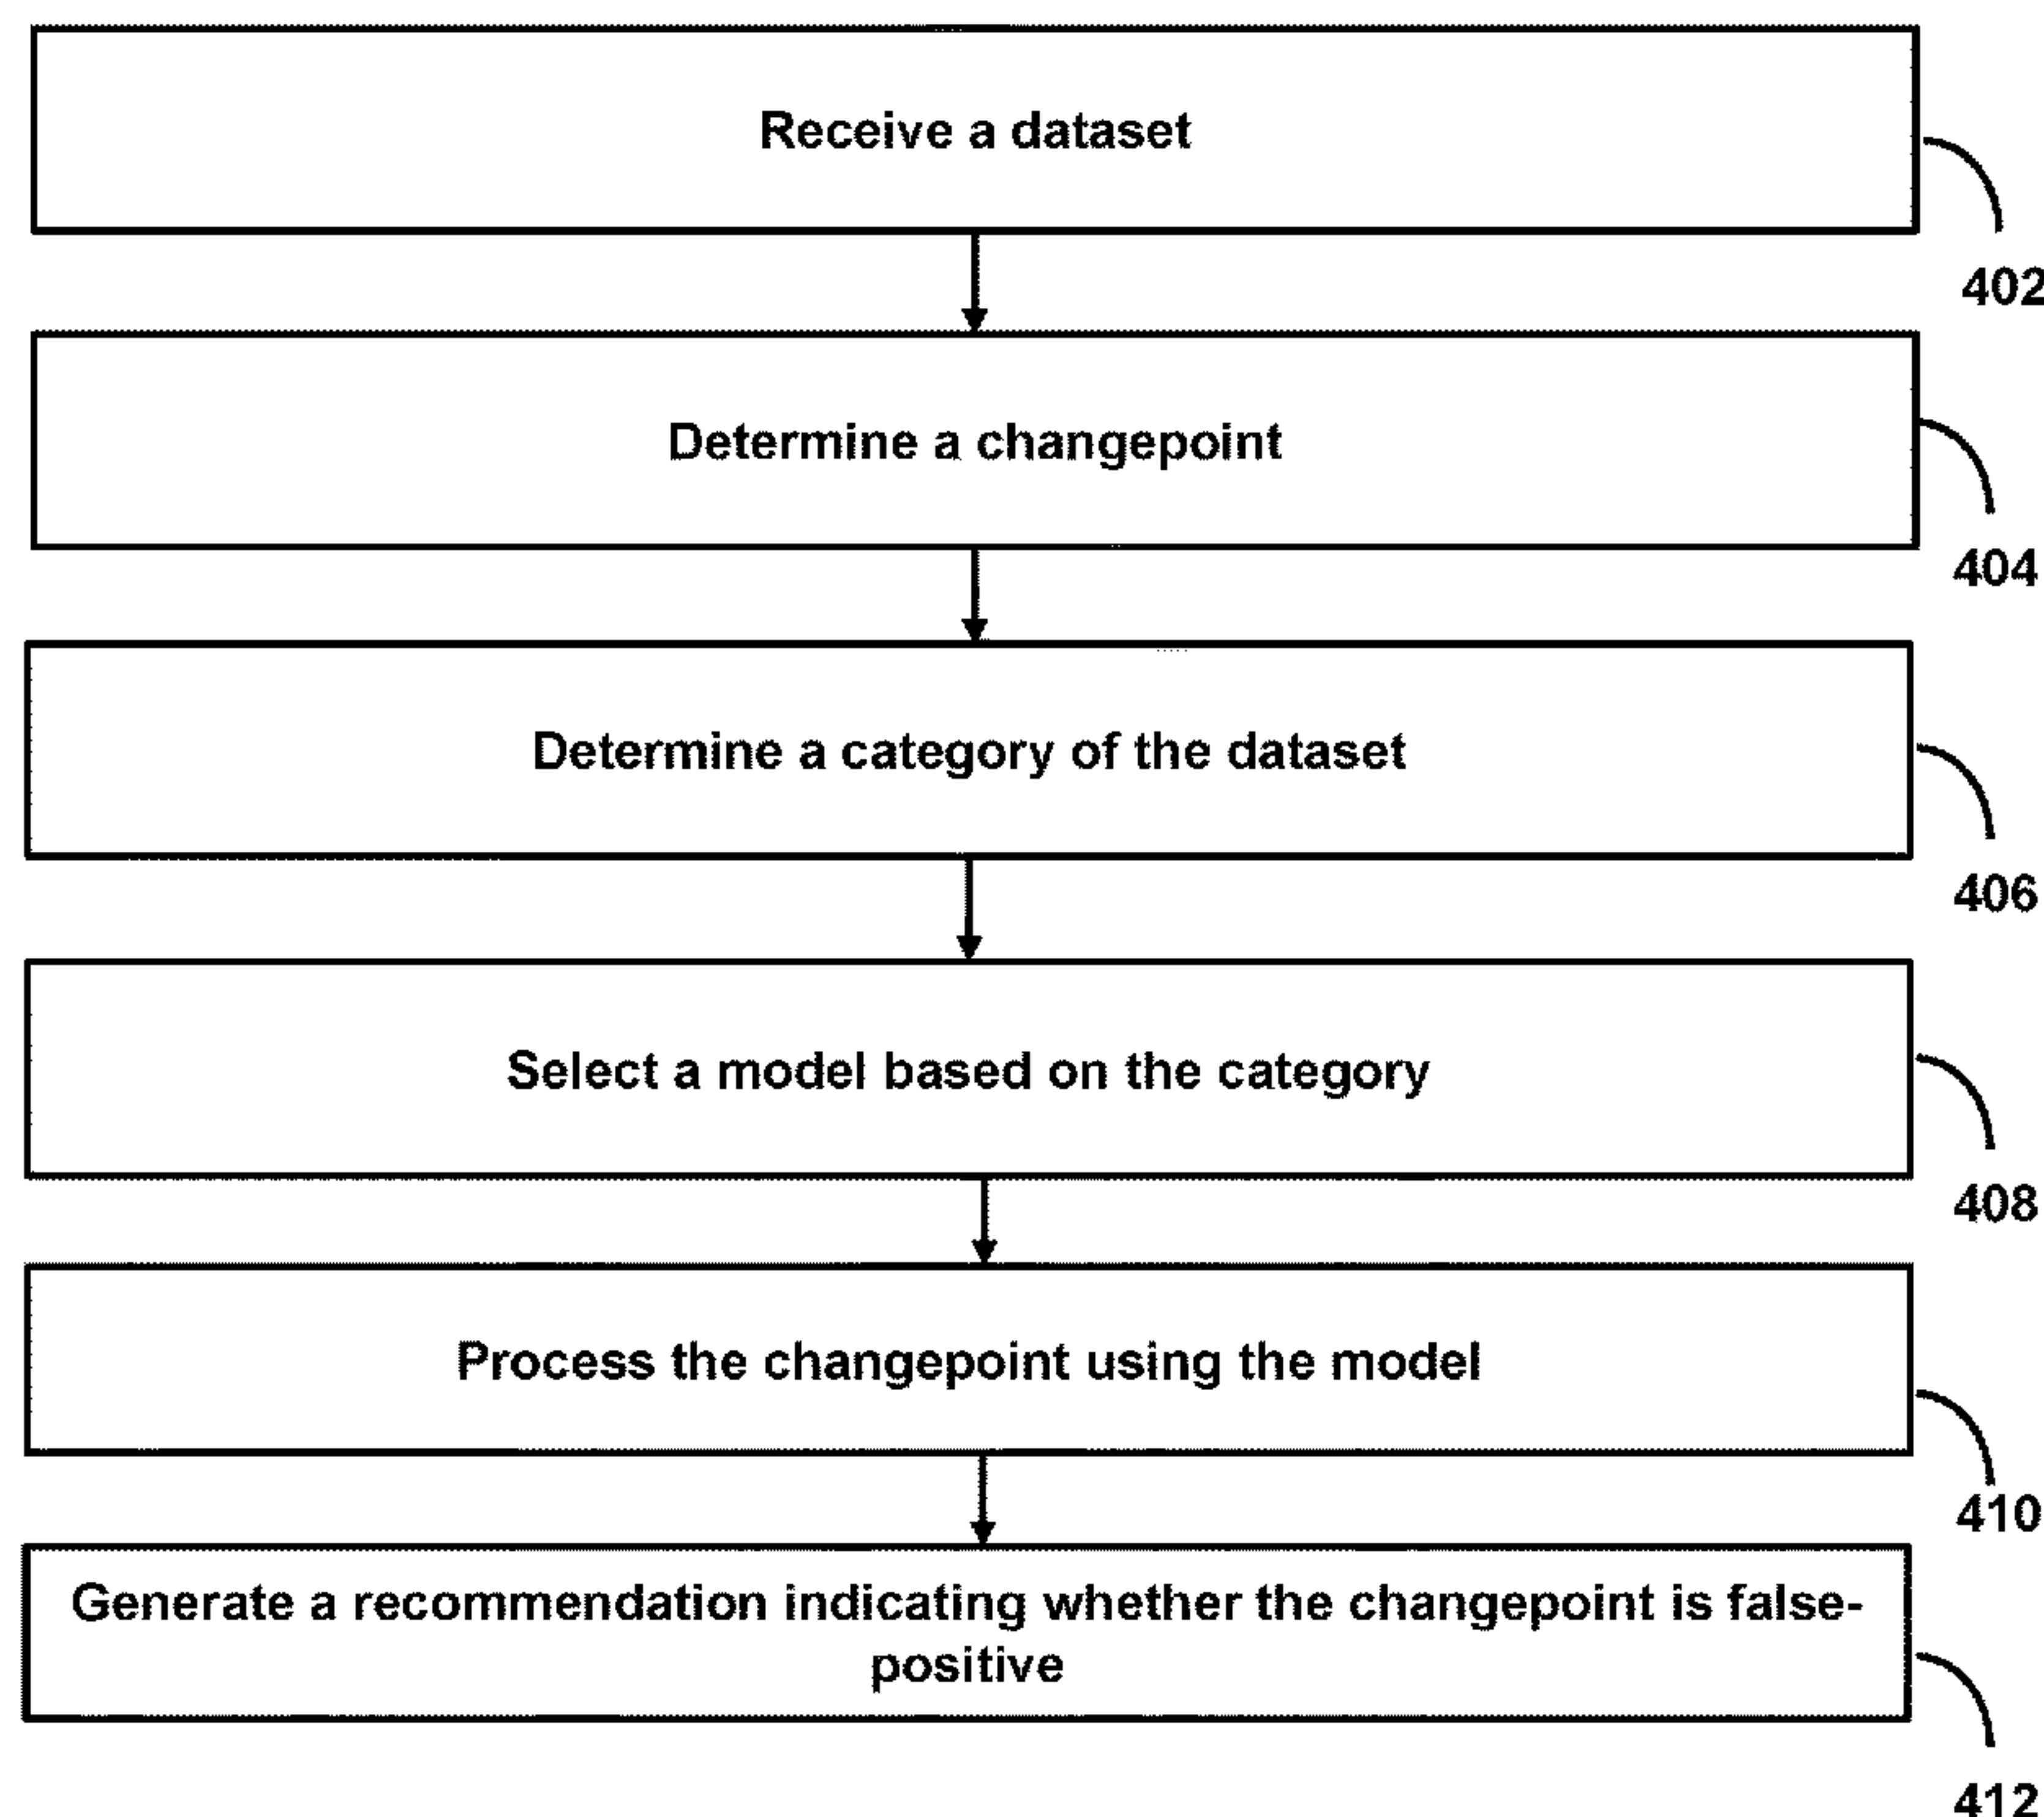 Receive a dataset
402
Determine a changepoint
404
Determine a category of the dataset
406
Select a model based on the category
408
Process the changepoint using the model
410
Generate a recommendation indicating whether the changepoint is false-
positive
412